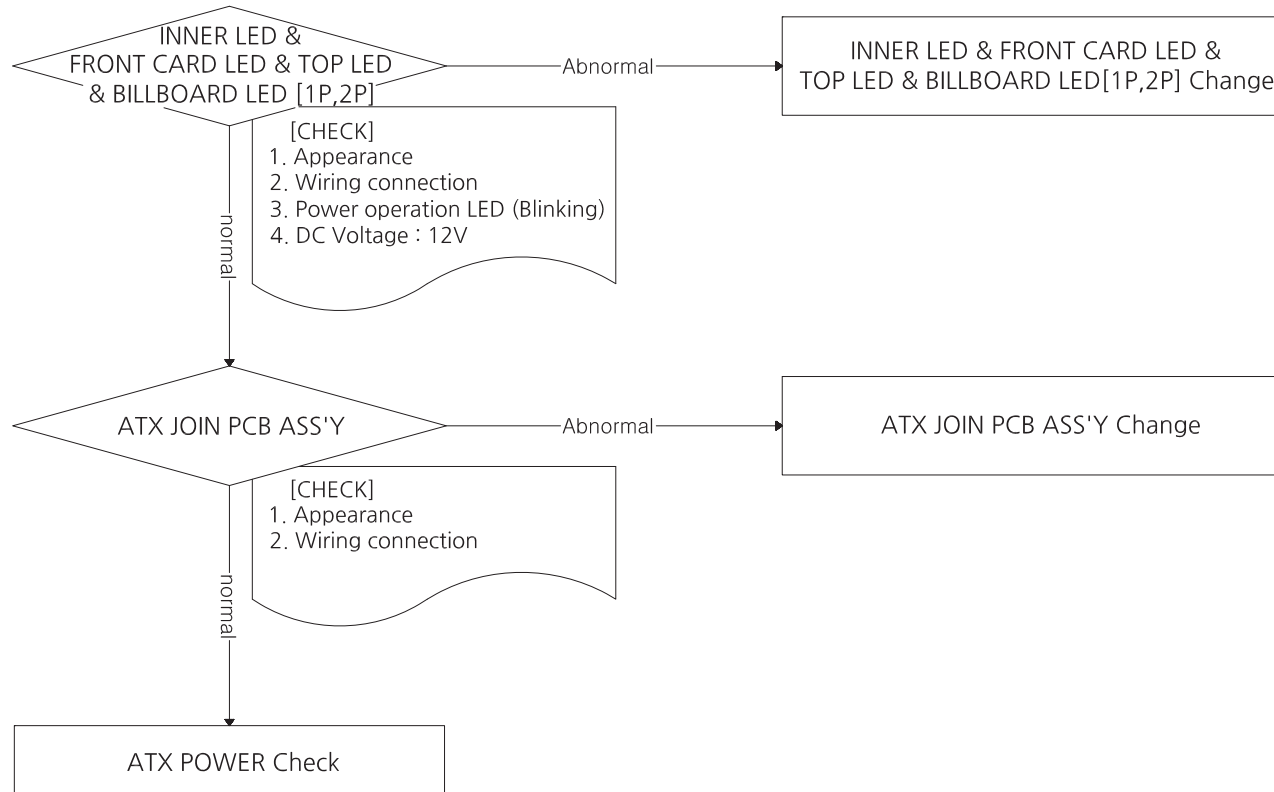 INNER LED &
FRONT CARD LED & TOP LED
& BILLBOARD LED [1P,2P]
Abnormal
INNER LED & FRONT CARD LED &
TOP LED & BILLBOARD LED[1P,2P] Change
[CHECK]
1. Appearance
2. Wiring connection
3. Power operation LED (Blinking)
4. DC Voltage : 12V
normal
ATX JOIN PCB ASS'Y
Abnormal
ATX JOIN PCB ASS'Y Change
[CHECK]
1. Appearance
2. Wiring connection
normal
ATX POWER Check